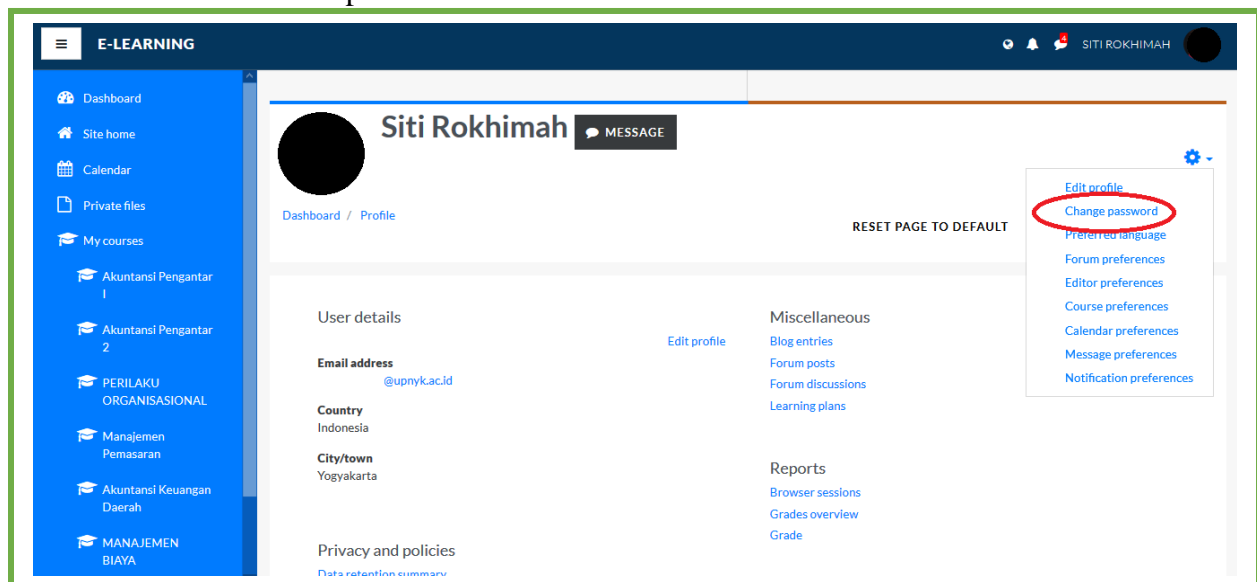 E-LEARNING
4
SITI ROKHIMAH
Dashboard
Site home
Calendar
Private files
My courses
Akuntansi Pengantar
I
Akuntansi Pengantar
2
PERILAKU
ORGANISASIONAL
Manajemen
Pemasaran
Akuntansi Keuangan
Daerah
MANAJEMEN
BIAYA
Siti Rokhimah
MESSAGE
Dashboard / Profile
RESET PAGE TO DEFAULT
Edit profile
Change password
Preferred language
Forum preferences
Editor preferences
Course preferences
Calendar preferences
Message preferences
Notification preferences
User details
Edit profile
Email address
@upnyk.ac.id
Country
Indonesia
City/town
Yogyakarta
Privacy and policies
Data retention summary
Miscellaneous
Blog entries
Forum posts
Forum discussions
Learning plans
Reports
Browser sessions
Grades overview
Grade